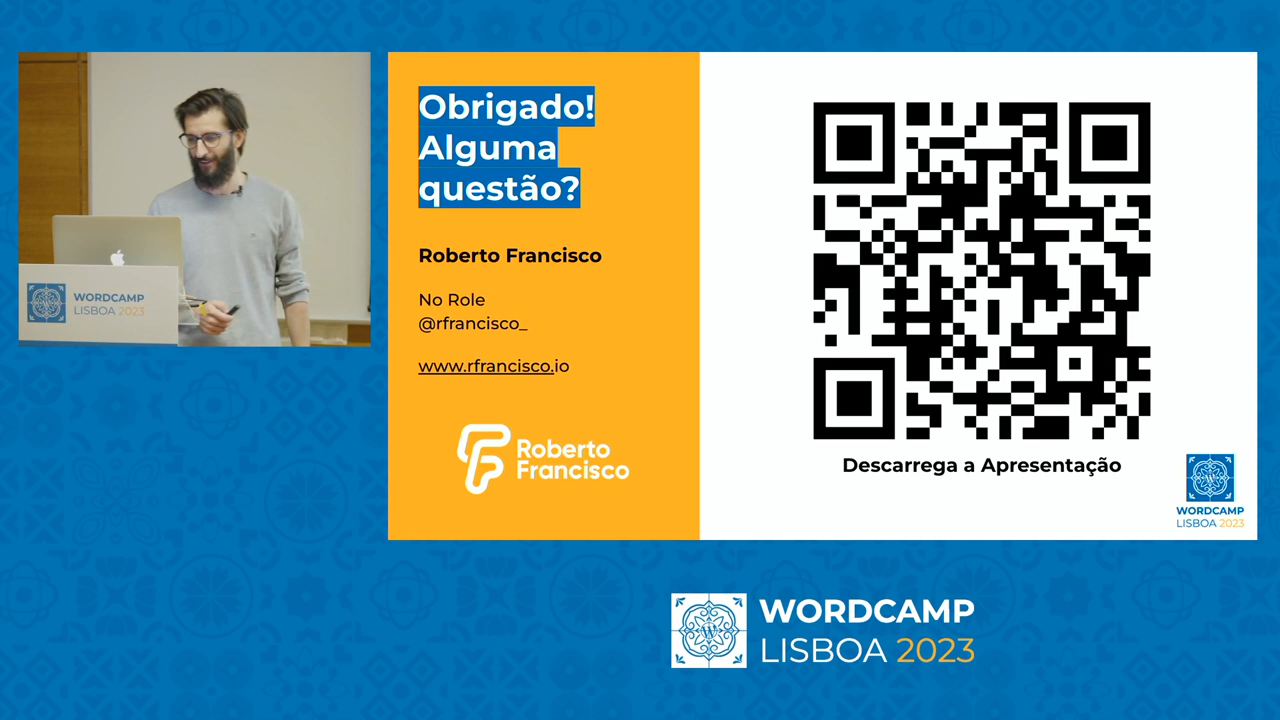 WORDCAMP
LISBOA 2023
Obrigado!
Alguma
questão?
Roberto Francisco
No Role
@rfrancisco_
www.rfrancisco.io
Roberto
Francisco
Descarrega a Apresentação
WORDCAMP
LISBOA 2023
WORDCAMP
LISBOA 2023